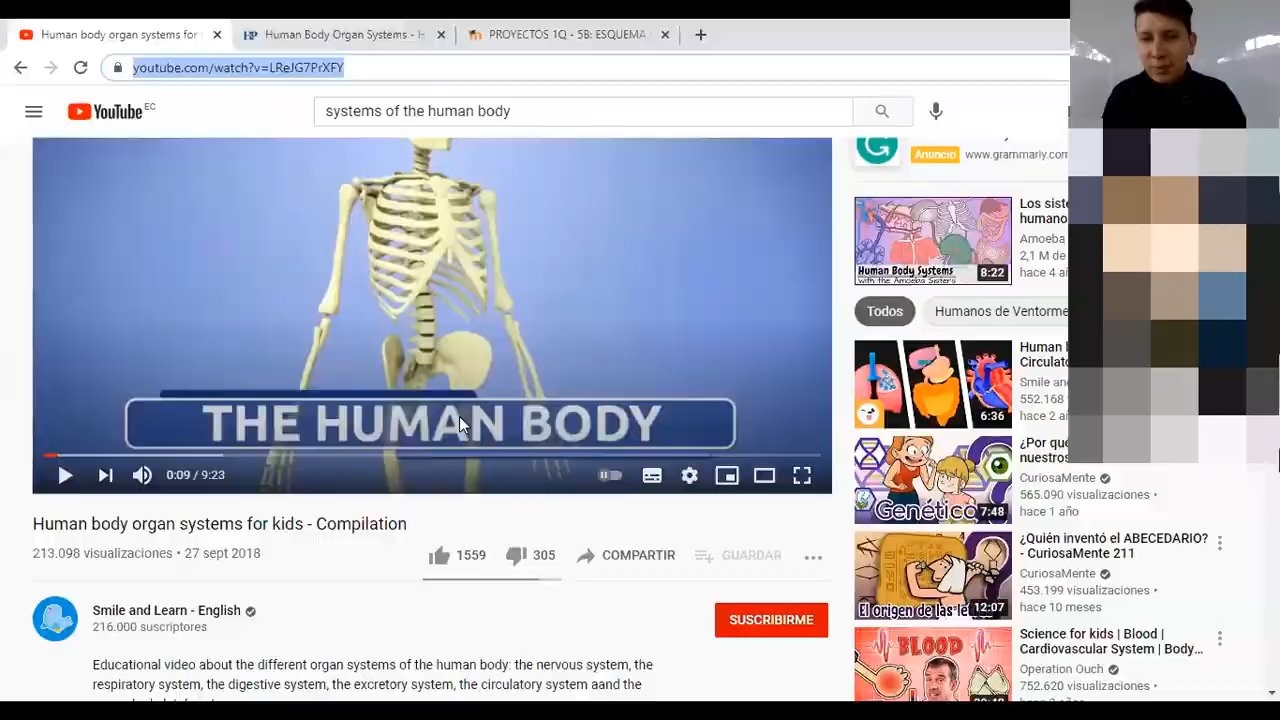 Human body organ systems for
HP Human Body Organ Systems - H
PROYECTOS 1Q - 5B: ESQUEMA
youtube.com/watch?v=LReJG7PrXFY
YouTube EC
systems of the human body
Anuncio www.grammarly.com
THE HUMAN BODY
0:09 / 9:23
Human body organ systems for kids - Compilation
213.098 visualizaciones • 27 sept 2018
1559 305 COMPARTIR GUARDAR
Smile and Learn - English
216.000 suscriptores
SUSCRIBIRME
Educational video about the different organ systems of the human body: the nervous system, the
respiratory system, the digestive system, the excretory system, the circulatory system aand the
Human Body Systems
with the Amoeba Sisters
8:22
Los siste
humano
Amoeba
2,1 M de
hace 4 añ
Todos Humanos de Ventorme
6:36
Human
Circulato
Smile an
552.168
hace 2 a
Genética
7:48
¿Por qué
nuestros
CuriosaMente
565.090 visualizaciones •
hace 1 año
El origen de las le
12:07
¿Quién inventó el ABECEDARIO?
- CuriosaMente 211
CuriosaMente
453.199 visualizaciones •
hace 10 meses
BLOOD
Science for kids | Blood |
Cardiovascular System | Body...
Operation Ouch
752.620 visualizaciones •